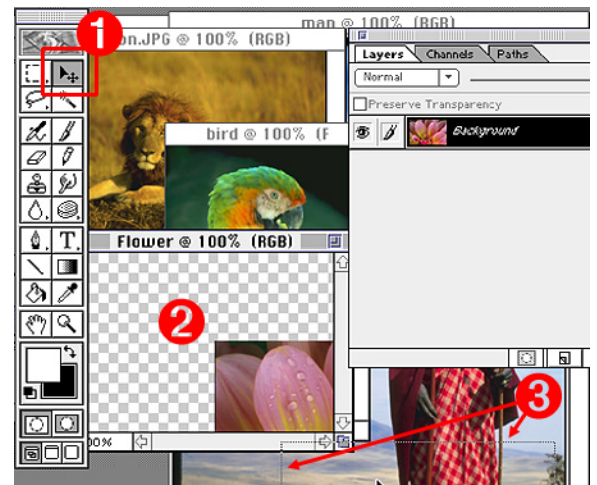 man @ 100% (RGB)
on.JPG @ 100% (RGB)
1
Layers Channels Paths
Normal
Preserve Transparency
bird @ 100% (F
Background
Flower @ 100% (RGB)
T
2
3
00%